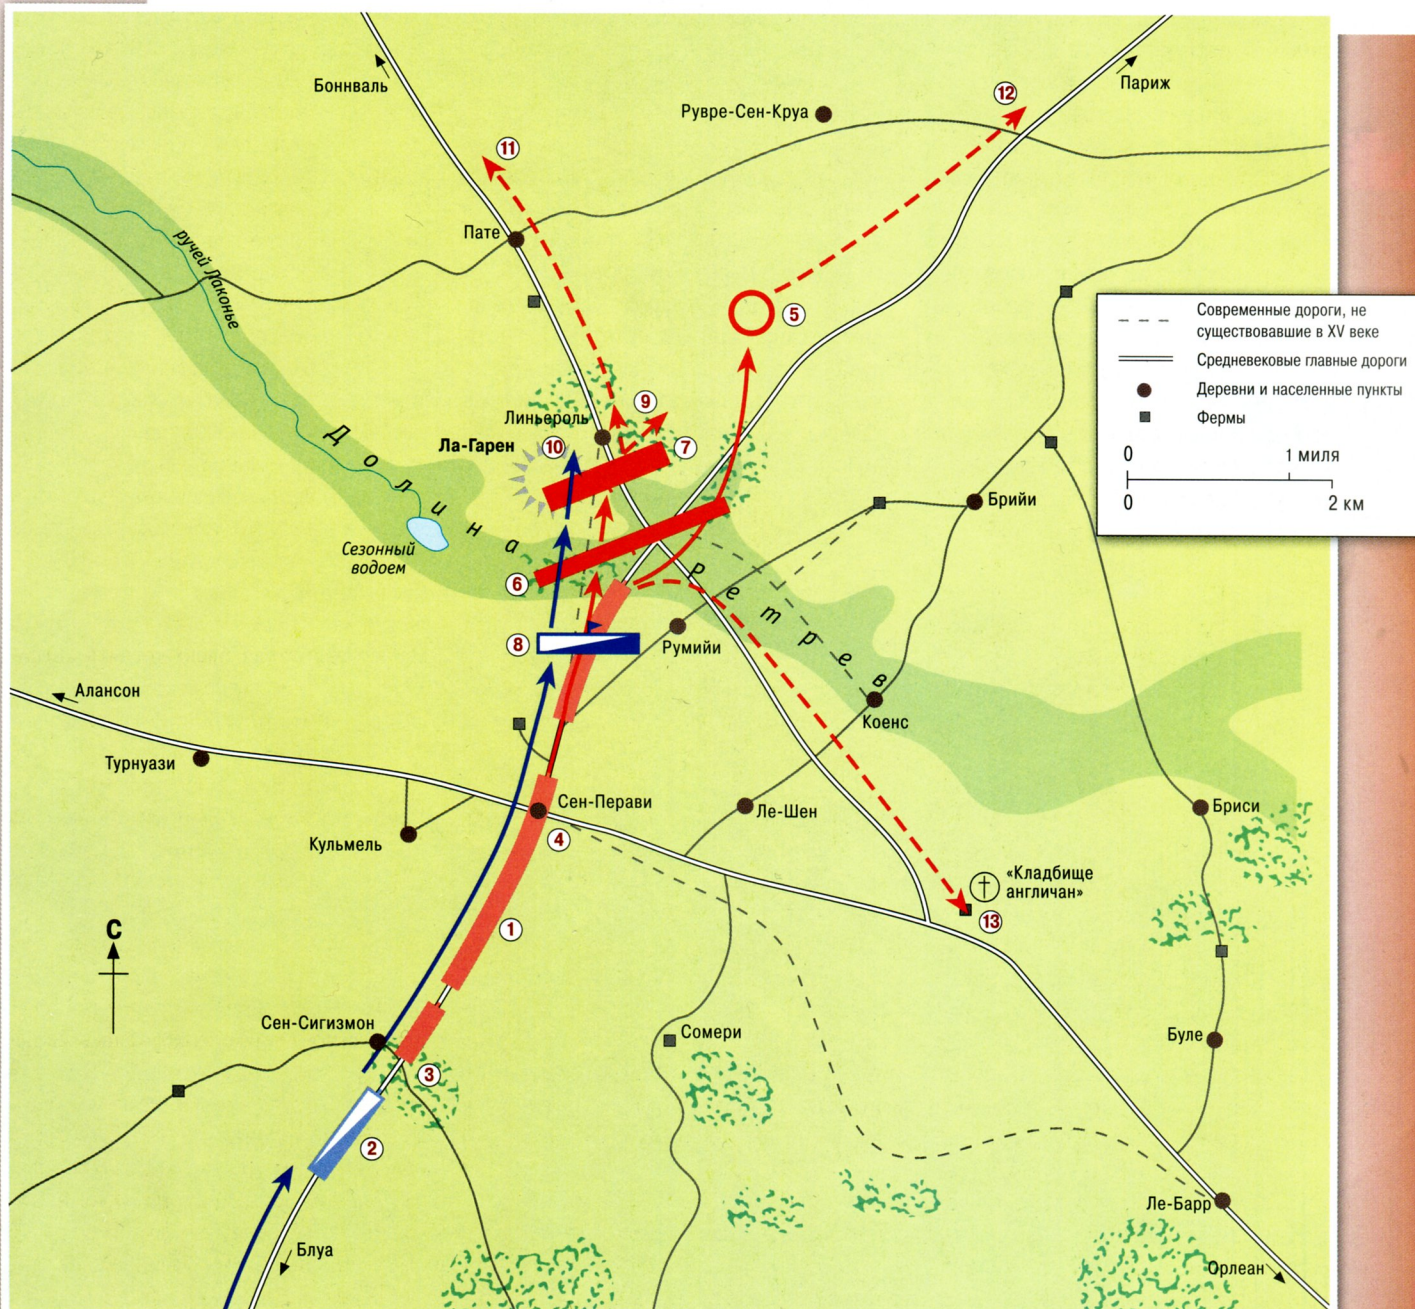 Боннваль
Париж
Рувре-Сен-Круа
12
11
Пате
ручей Лаконье
5
Современные дороги, не
существовавшие в XV веке
Средневековые главные дороги
Деревни и населенные пункты
Фермы
0
1 миля
0
2 км
9
Линьероль
Ла-Гарен
10
7
Долина Ретрев
Брийи
Сезонный
водоем
6
8
Румийи
Алансон
Коенс
Турнуази
Сен-Перави
Ле-Шен
Бриси
Кульмель
4
«Кладбище
англичан»
13
С
1
Сен-Сигизмон
Сомери
Буле
3
2
Ле-Барр
Блуа
Орлеан